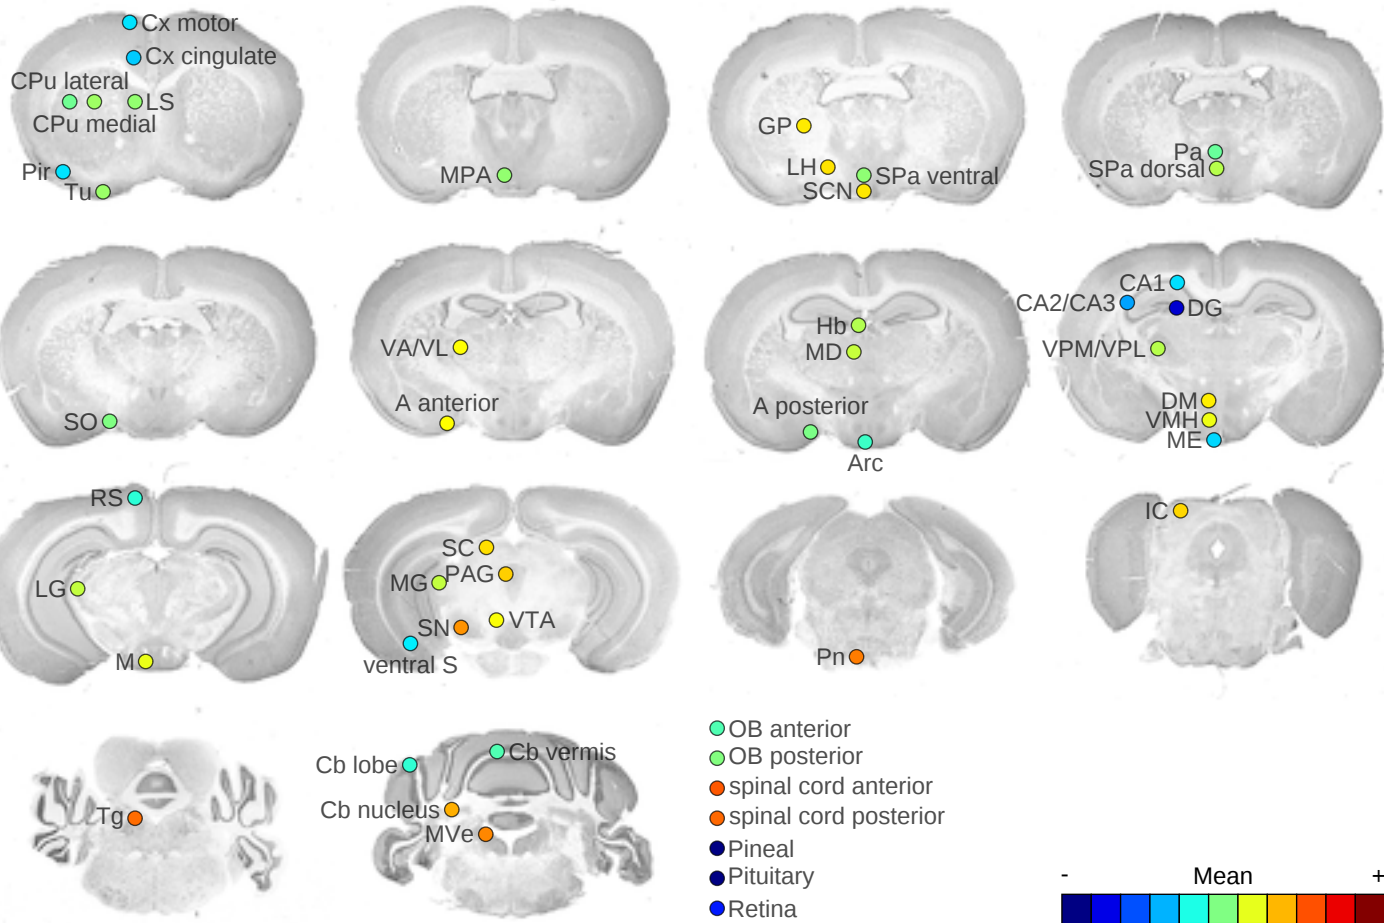 Cx motor
Cx cingulate
CPu lateral
LS
CPu medial
Pir
Tu
MPA
GP
LH
SPa ventral
SCN
Pa
SPa dorsal
SO
VA/VL
A anterior
Hb
MD
A posterior
Arc
CA1
CA2/CA3
DG
VPM/VPL
DM
VMH
ME
RS
LG
M
SC
PAG
MG
VTA
SN
ventral S
Pn
IC
Tg
Cb vermis
Cb lobe
Cb nucleus
MVe
OB anterior
OB posterior
spinal cord anterior
spinal cord posterior
Pineal
Pituitary
Retina
- Mean +